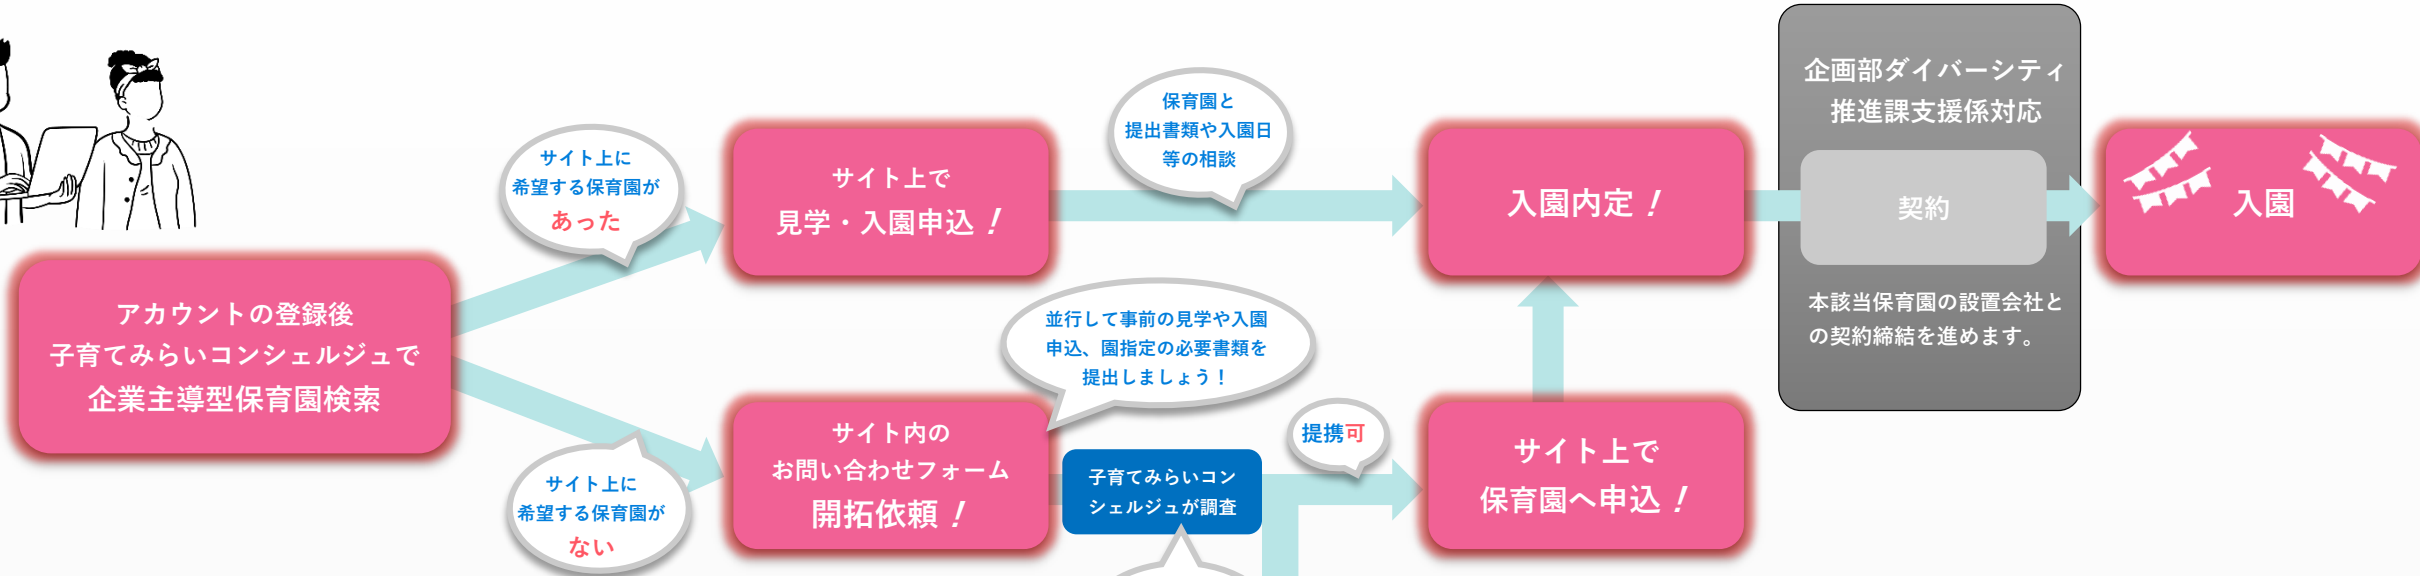 アカウントの登録後
子育てみらいコンシェルジュで
企業主導型保育園検索
サイト上に
希望する保育園が
あった
サイト上で
見学・入園申込！
保育園と
提出書類や入園日
等の相談
入園内定！
企画部ダイバーシティ
推進課支援係対応
契約
本該当保育園の設置会社と
の契約締結を進めます。
入園
サイト上に
希望する保育園が
ない
サイト内の
お問い合わせフォーム
開拓依頼！
並行して事前の見学や入園
申込、園指定の必要書類を
提出しましょう！
子育てみらいコン
シェルジュが調査
提携可
サイト上で
保育園へ申込！